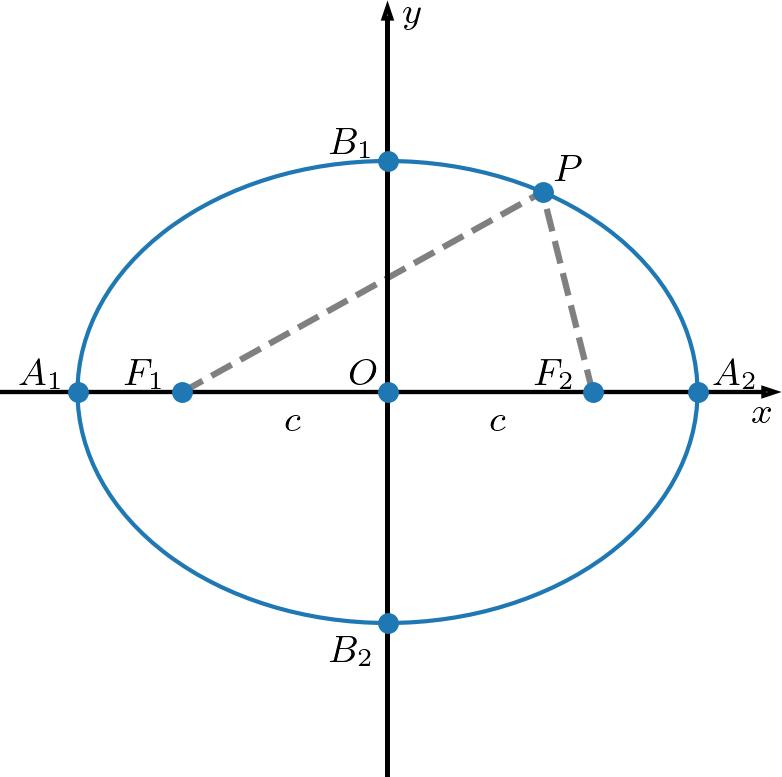 y
B₁
P
A₁ F₁ O F₂ A₂
c c x
B₂